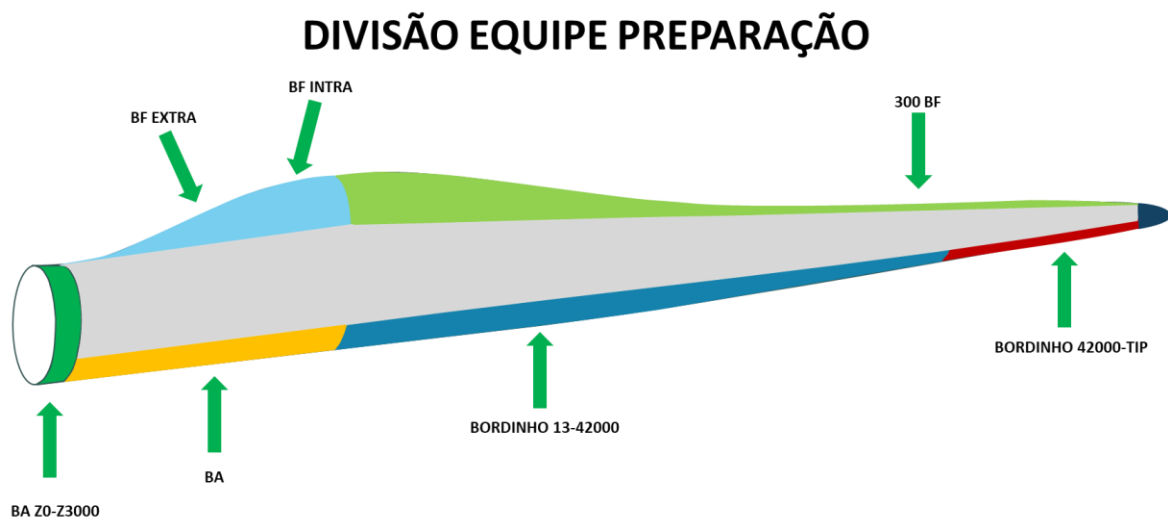 DIVISÃO EQUIPE PREPARAÇÃO
BF INTRA
BF EXTRA
300 BF
BORDINHO 42000-TIP
BORDINHO 13-42000
BA
BA Z0-Z3000